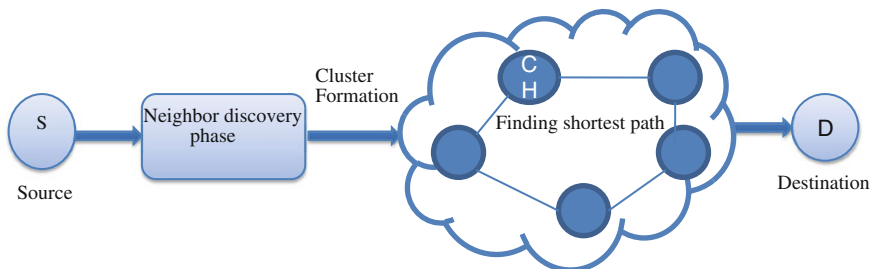 S
Source
Neighbor discovery
phase
Cluster
Formation
C
H
Finding shortest path
D
Destination